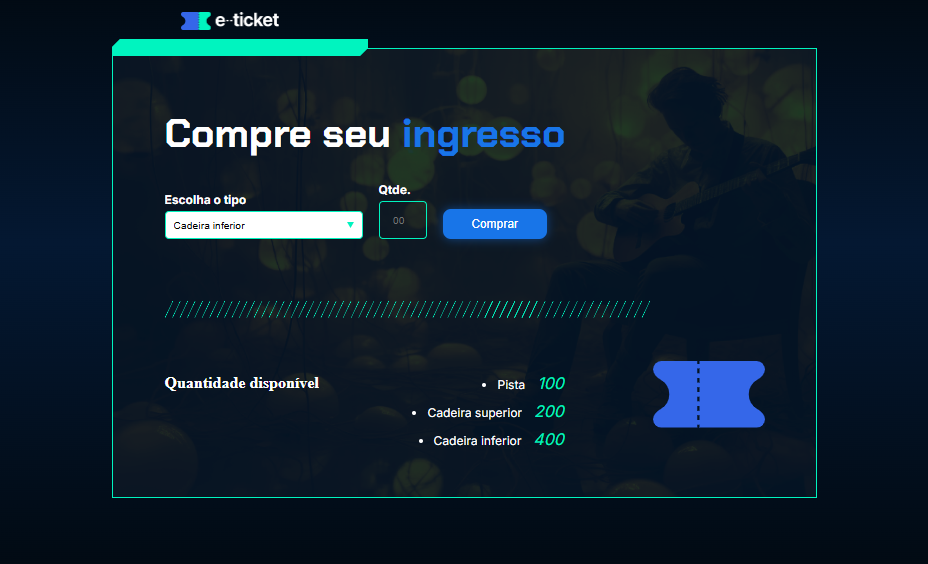 e-ticket
Compre seu ingresso
Escolha o tipo
Qtde.
Cadeira inferior
00
Comprar
Quantidade disponível
Pista 100
Cadeira superior 200
Cadeira inferior 400